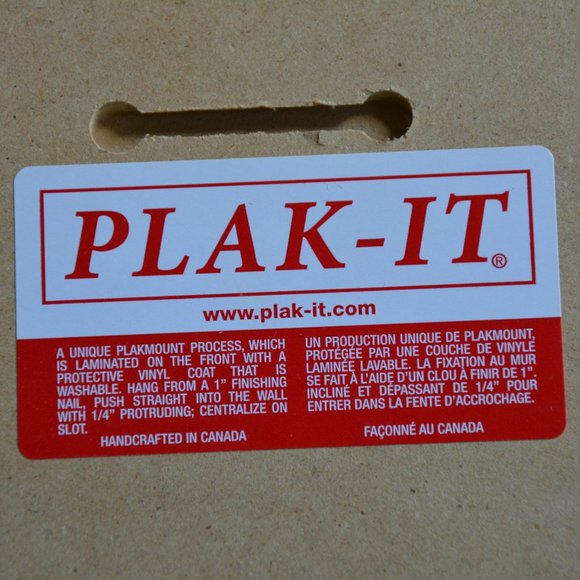 PLAK-IT®
www.plak-it.com
A UNIQUE PLAKMOUNT PROCESS, WHICH
IS LAMINATED ON THE FRONT WITH A
PROTECTIVE VINYL COAT THAT IS
WASHABLE. HANG FROM A 1" FINISHING
NAIL, PUSH STRAIGHT INTO THE WALL
WITH 1/4" PROTRUDING; CENTRALIZE ON
SLOT.
HANDCRAFTED IN CANADA
UN PRODUCTION UNIQUE DE PLAKMOUNT,
PROTÉGÉE PAR UNE COUCHE DE VINYLE
LAMINÉE LAVABLE. LA FIXATION AU MUR
SE FAIT À L'AIDE D'UN CLOU À FINIR DE 1".
INCLINÉ ET DÉPASSANT DE 1/4" POUR
ENTRER DANS LA FENTE D'ACCROCHAGE.
FAÇONNÉ AU CANADA